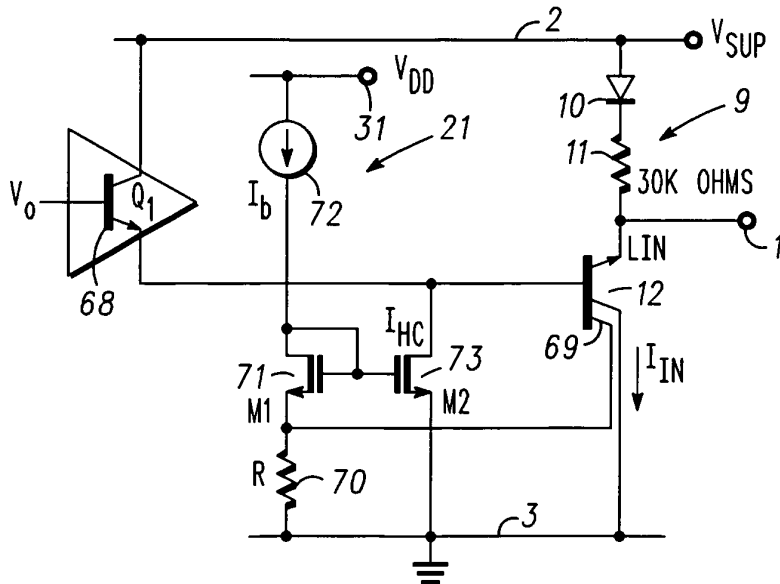 2
V_SUP
V_DD
10
9
31
21
11
30K OHMS
V_o
Q_1
I_b
72
1
LIN
68
12
I_HC
69
I_IN
71
73
M1
M2
R
70
3